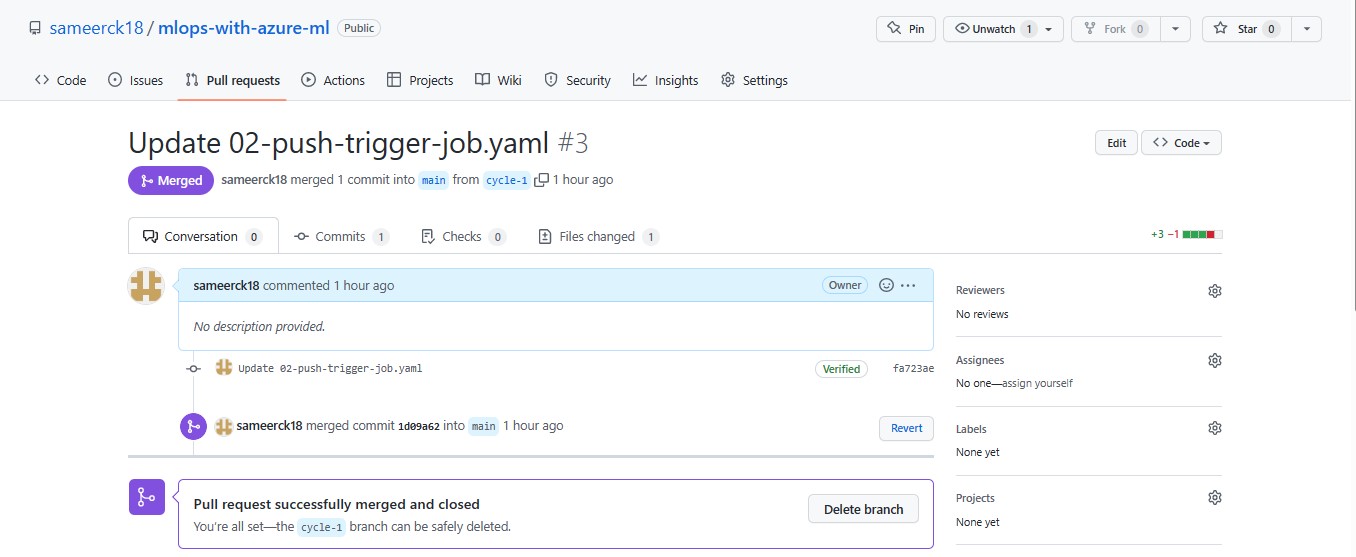 sameerck18 / mlops-with-azure-ml Public Pin Unwatch 1 Fork 0 Star 0
Code Issues Pull requests Actions Projects Wiki Security Insights Settings
Update 02-push-trigger-job.yaml #3 Edit Code
Merged sameerck18 merged 1 commit into main from cycle-1 1 hour ago
Conversation 0 Commits 1 Checks 0 Files changed 1 +3 −1
sameerck18 commented 1 hour ago Owner ...
No description provided.
Update 02-push-trigger-job.yaml Verified fa723ae
sameerck18 merged commit 1d09a62 into main 1 hour ago Revert
Pull request successfully merged and closed
You're all set—the cycle-1 branch can be safely deleted.
Delete branch
Reviewers
No reviews
Assignees
No one—assign yourself
Labels
None yet
Projects
None yet